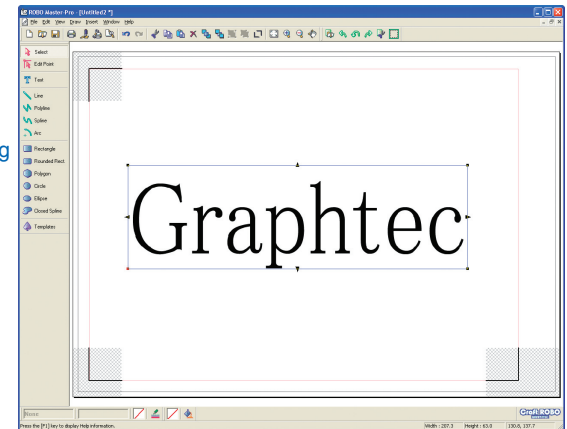 ROBO Master-Pro - [Untitled2 *]
File Edit View Draw Insert Window Help
Select
Edit Point
Text
Line
Polyline
Spline
Arc
g
Rectangle
Rounded Rect
Polygon
Circle
Ellipse
Closed Spline
Templates
Graphtec
None
Craft ROBO
Press the [F1] key to display Help information.
Width : 207.3 Height : 63.0 (130.8, 137.7